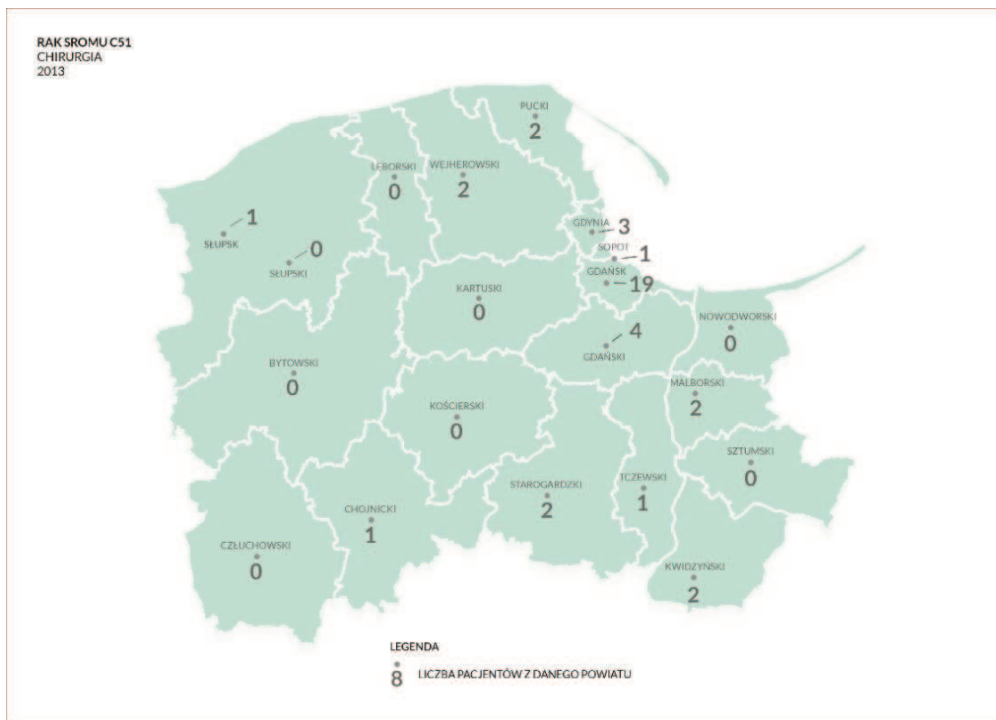 RAK SROMU C51
CHIRURGIA
2013
PUCKI
2
LĘBORSKI
0
WEJHEROWSKI
2
GDYNIA
3
1
SŁUPSK
0
SŁUPSKI
SOPOT
1
GDAŃSK
19
KARTUSKI
0
NOWODWORSKI
0
4
GDAŃSKI
BYTOWSKI
0
MALBORSKI
2
KOŚCIERSKI
0
SZTUMSKI
0
STAROGARDZKI
2
TCZEWSKI
1
CHOJNICKI
1
CZŁUCHOWSKI
0
KWIDZYŃSKI
2
LEGENDA
8 LICZBA PACJENTÓW Z DANEGO POWIATU